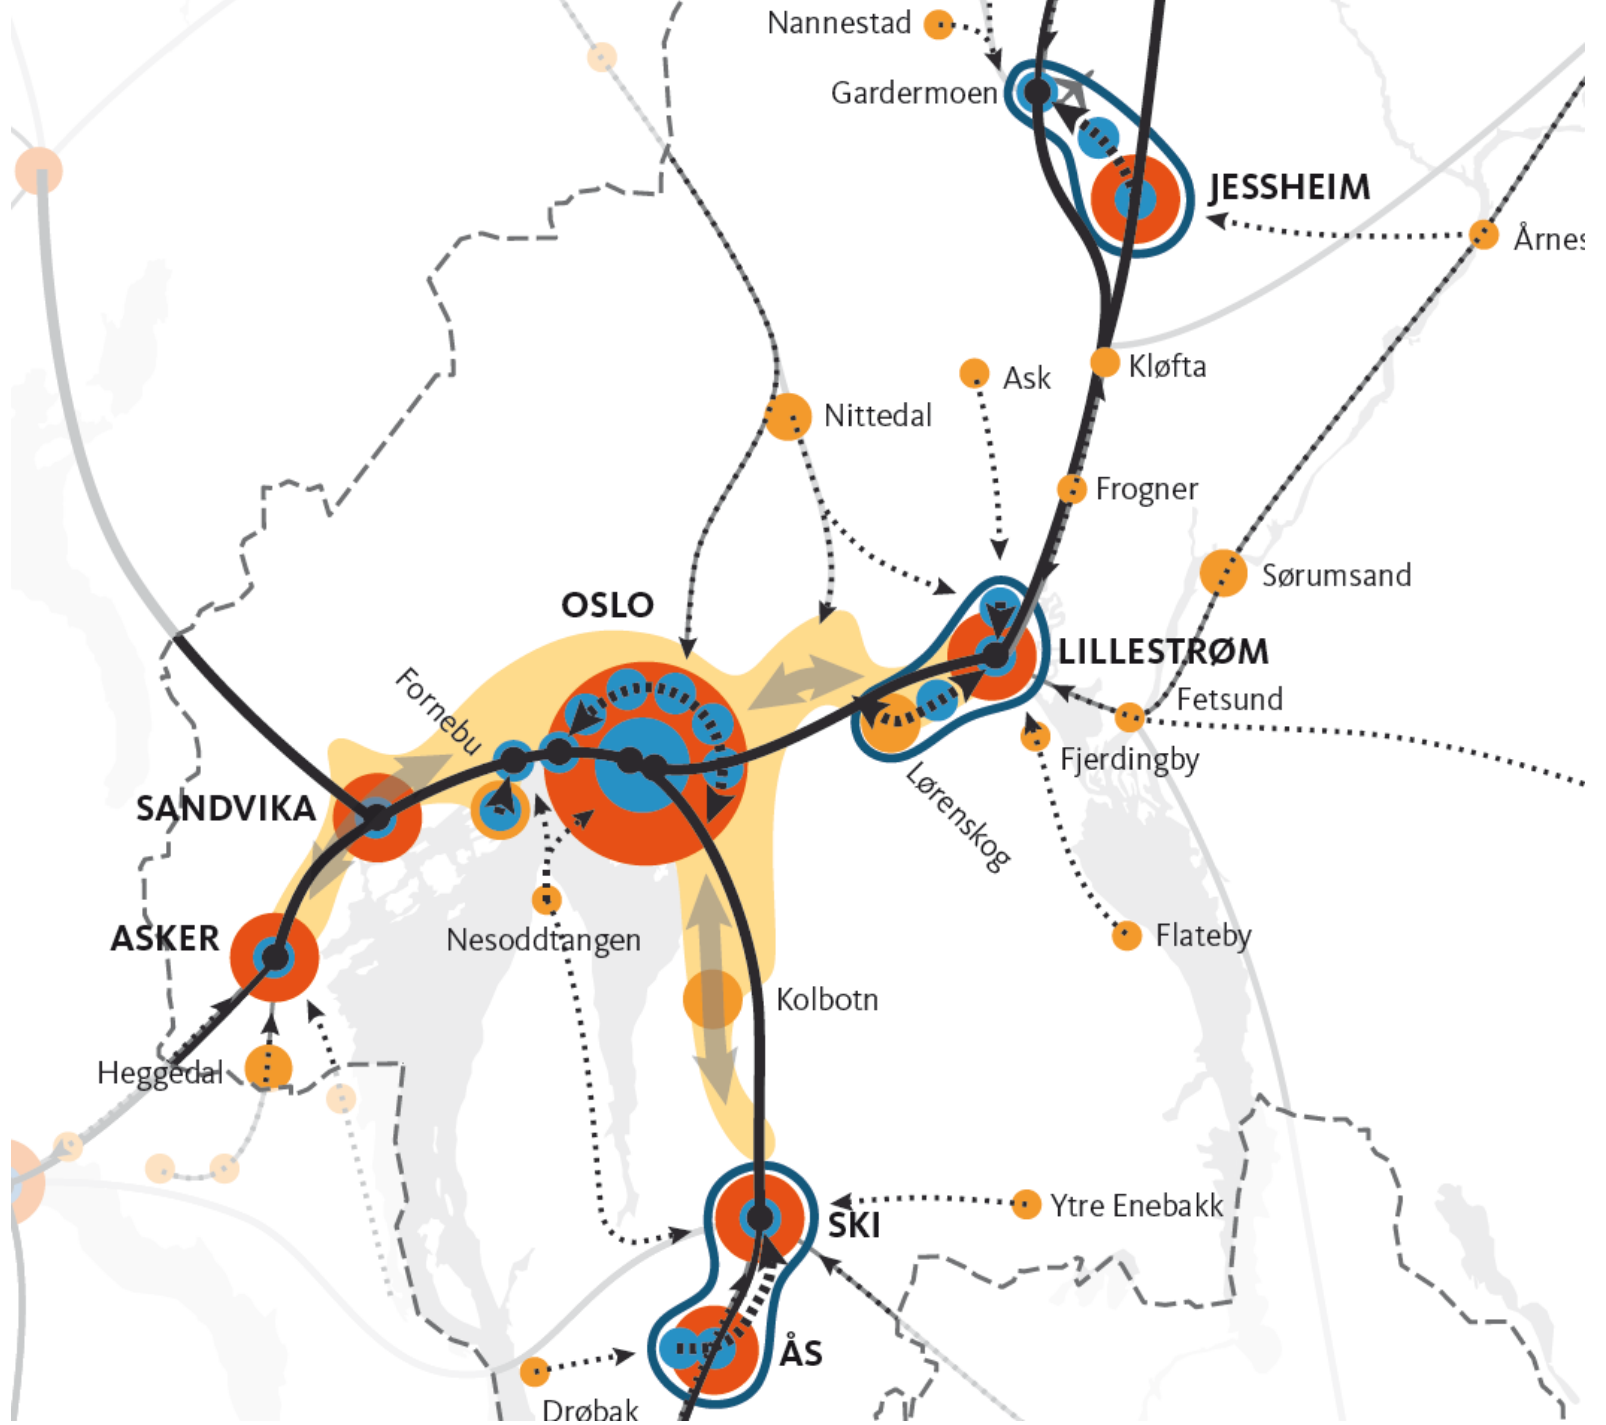 Nannestad
Gardermoen
JESSHEIM
Årnes
Kløfta
Ask
Nittedal
Frogner
Sørumsand
OSLO
LILLESTRØM
Fornebu
Fetsund
Fjerdingby
SANDVIKA
Lørenskog
ASKER
Nesoddtangen
Flateby
Kolbotn
Heggedal
Ytre Enebakk
SKI
ÅS
Drøbak